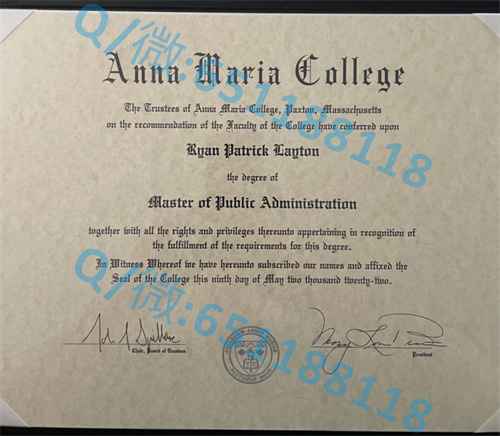 Anna Maria College
The Trustees of Anna Maria College, Paxton, Massachusetts
on the recommendation of the Faculty of the College have conferred upon
Ryan Patrick Layton
the degree of
Master of Public Administration
together with all the rights and privileges thereunto appertaining in recognition of
the fulfillment of the requirements for this degree.
In Witness Whereof we have hereunto subscribed our names and affixed the
Seal of the College this ninth day of May two thousand twenty-two.
Chair, Board of Trustees
President
Q/微:651188118
Q/微:651188118